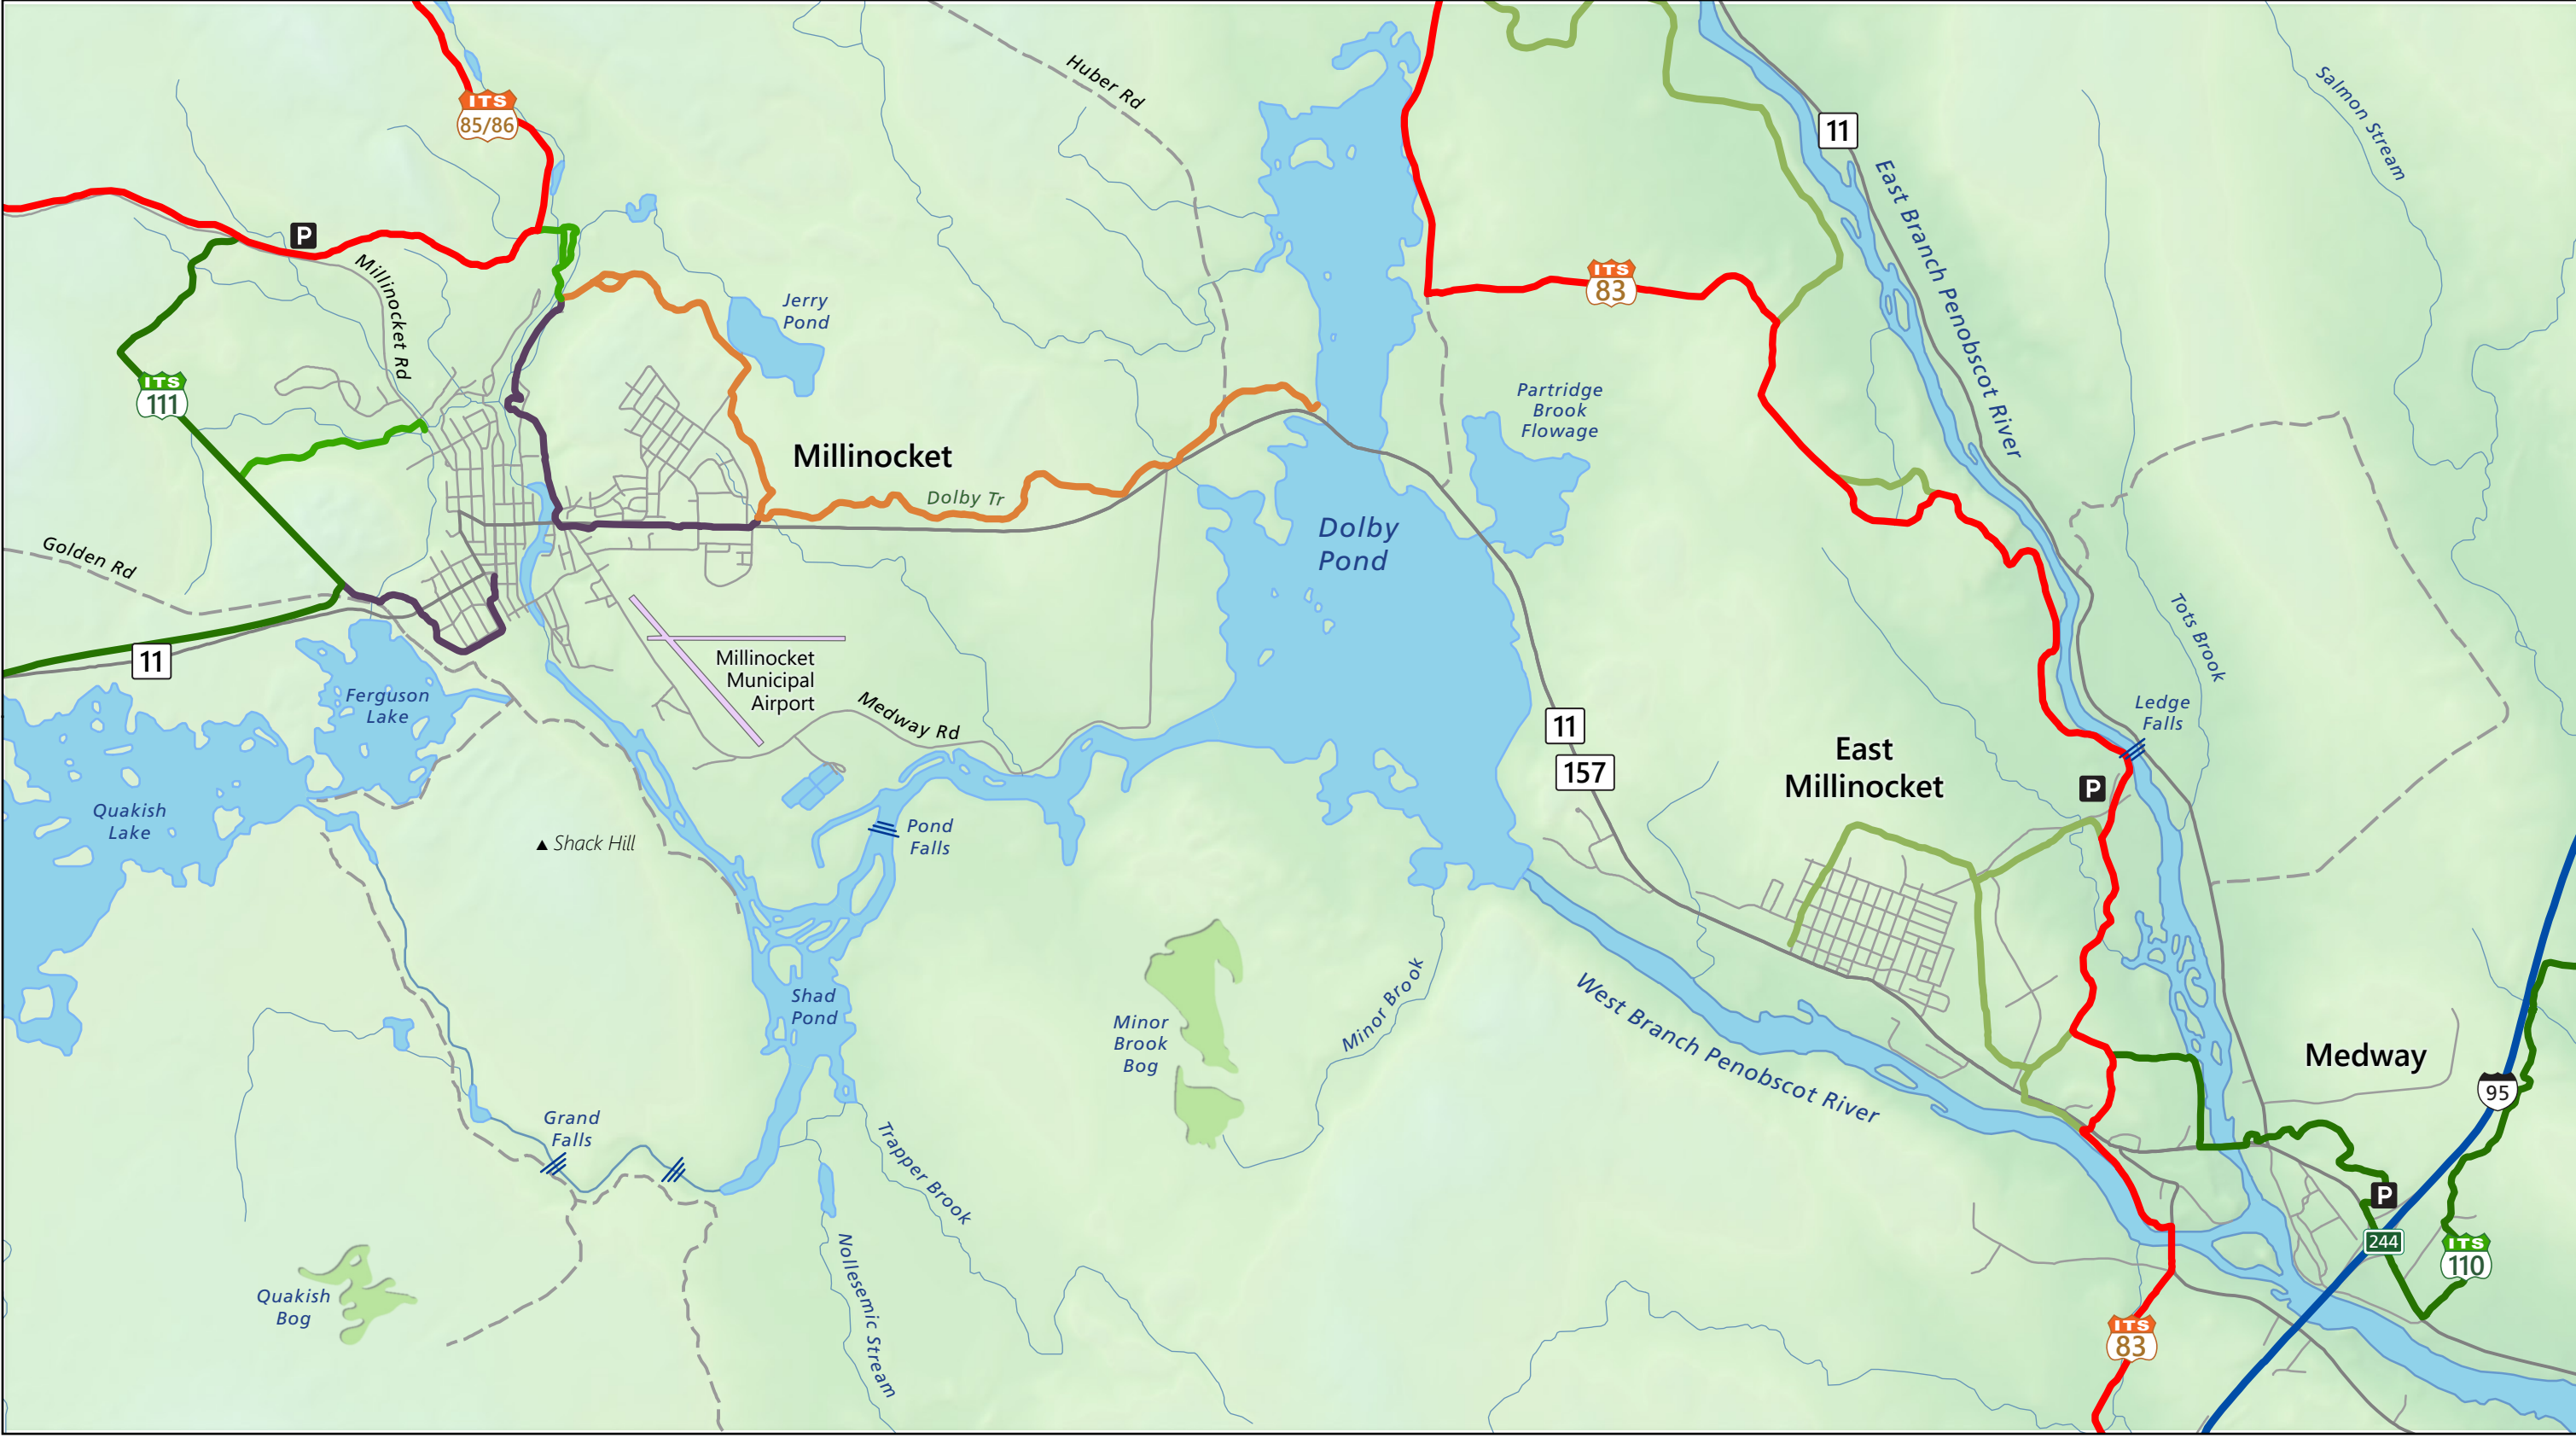 Huber Rd
Salmon Stream
ITS
85/86
11
P
East Branch Penobscot River
Millinocket Rd
ITS
83
Jerry
Pond
ITS
111
Partridge
Brook
Flowage
Millinocket
Dolby Tr
Dolby
Pond
Golden Rd
Tots Brook
11
Millinocket
Municipal
Airport
Ferguson
Lake
Medway Rd
Ledge
Falls
11
157
East
Millinocket
P
Quakish
Lake
Shack Hill
Pond
Falls
Shad
Pond
Minor
Brook
Bog
Minor Brook
West Branch Penobscot River
Medway
95
Grand
Falls
Trapper Brook
P
244
ITS
110
Nollesemic Stream
Quakish
Bog
ITS
83